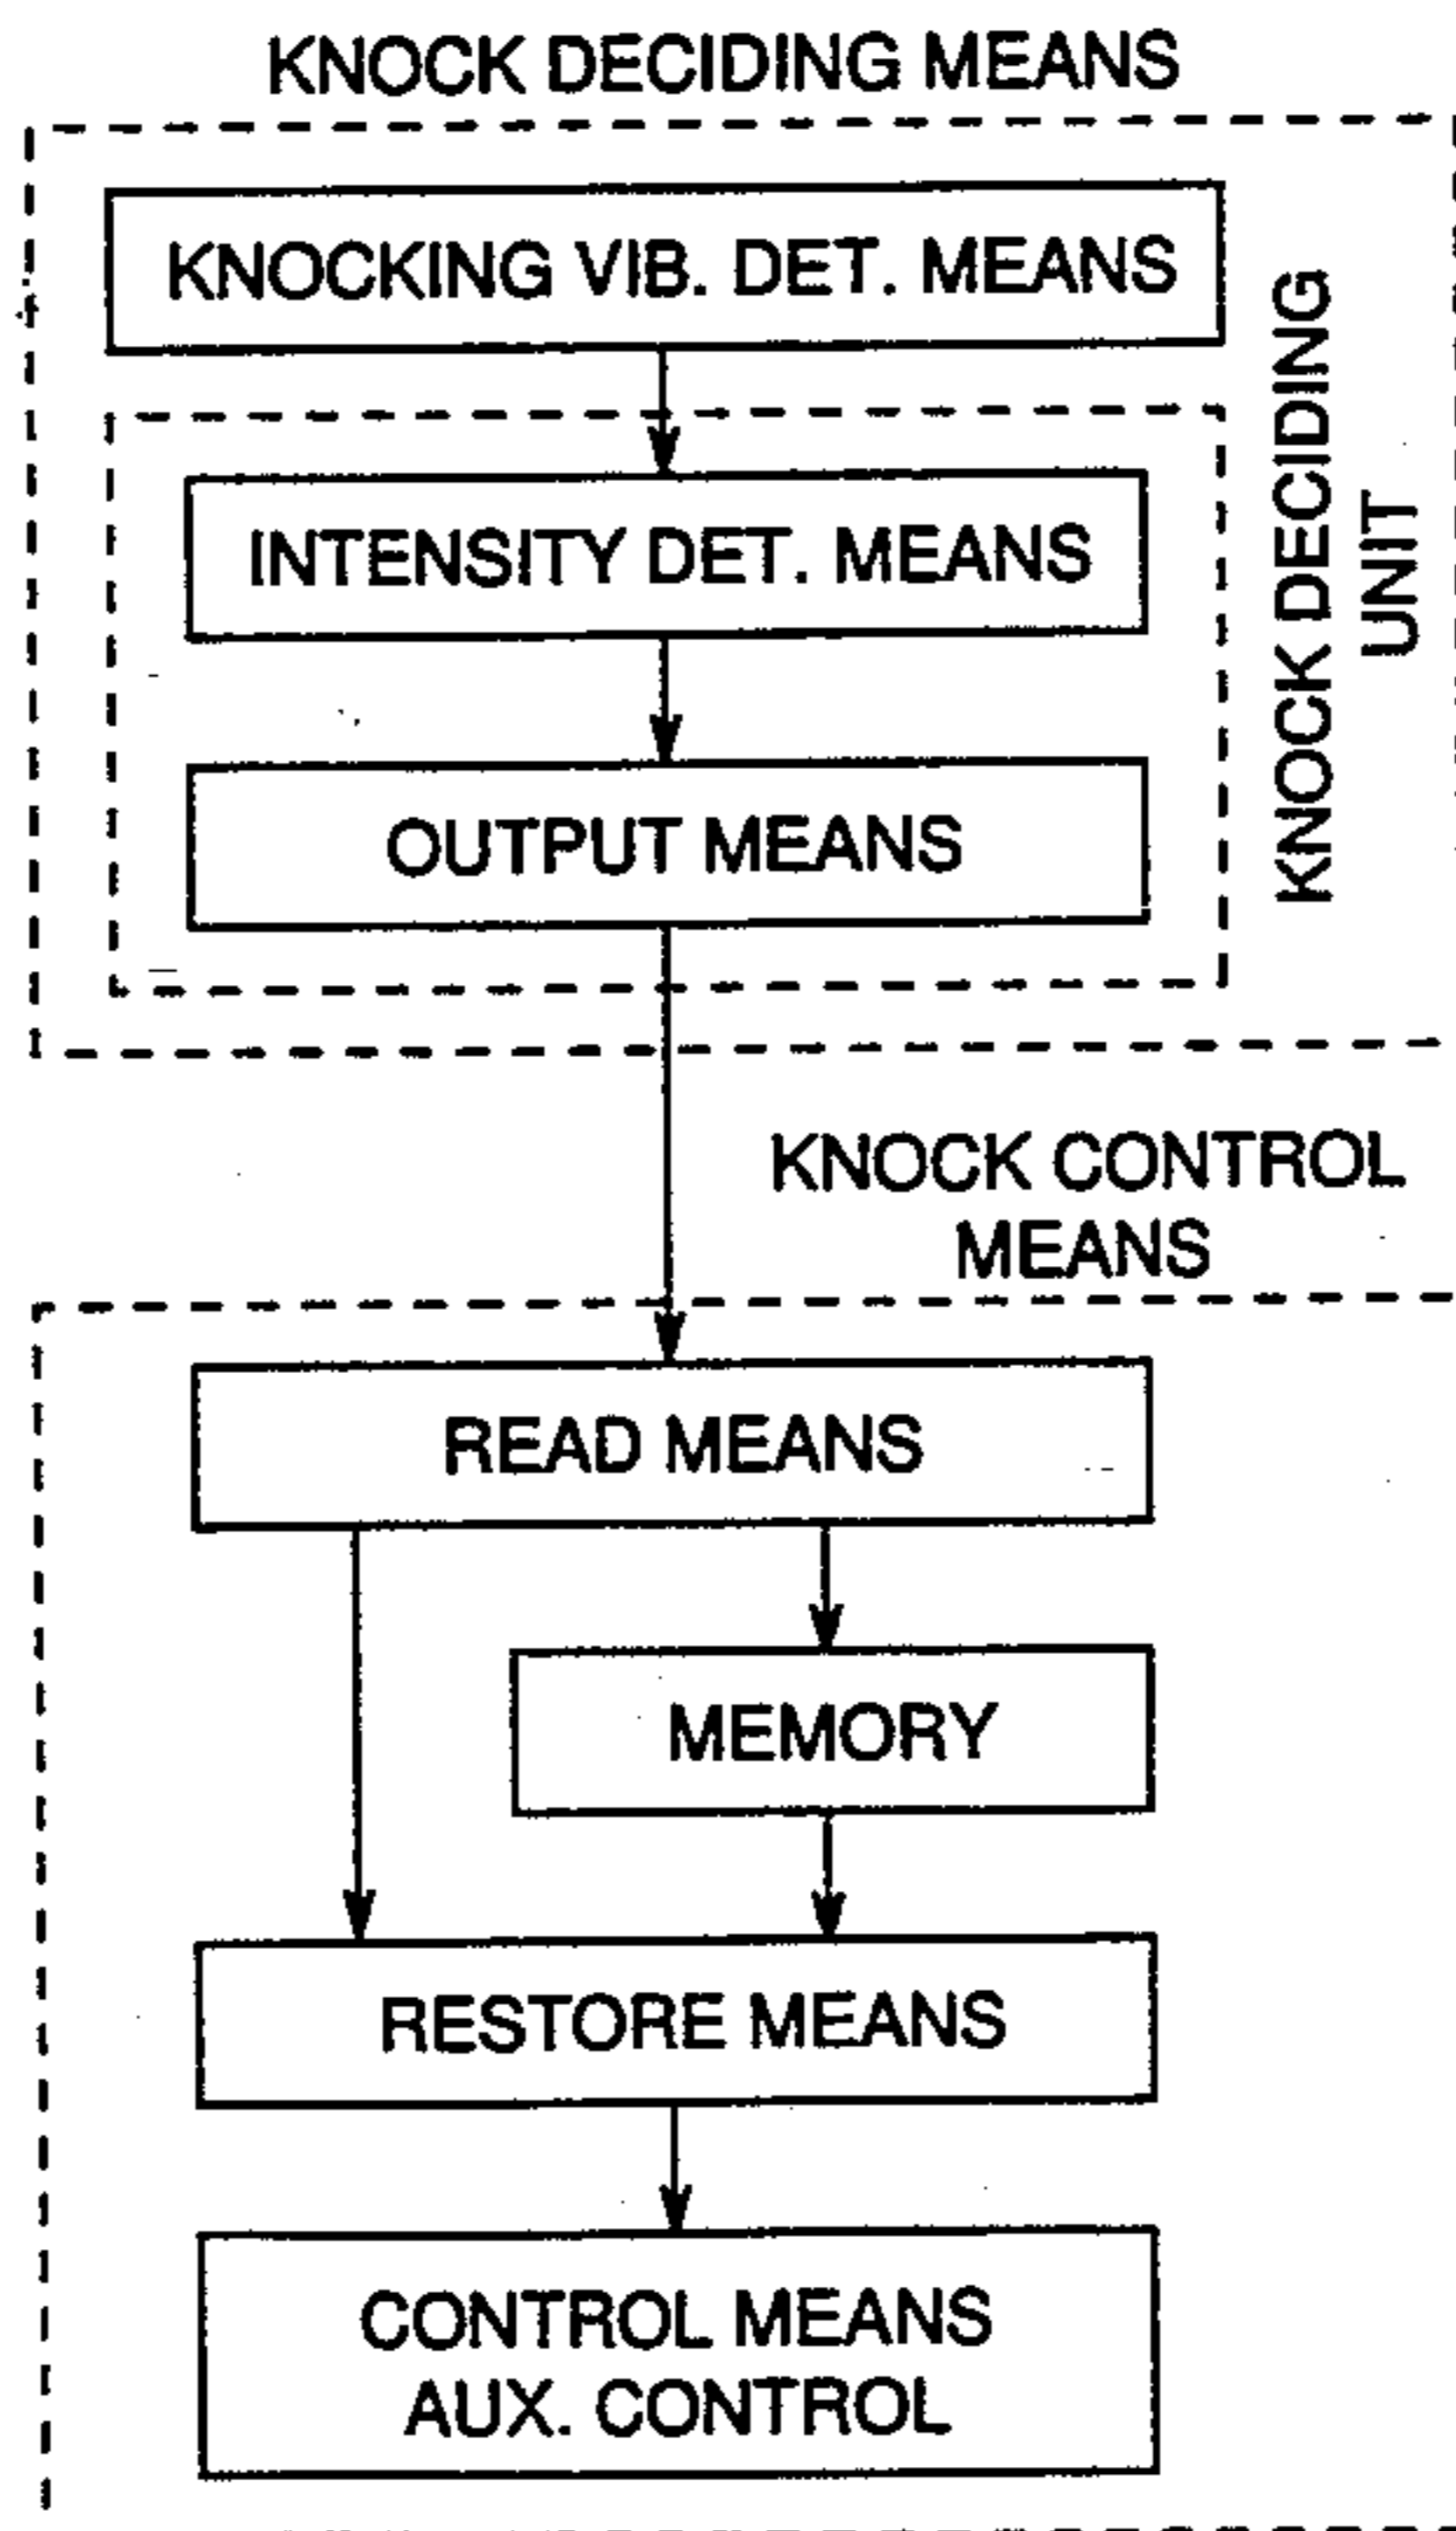 KNOCK DECIDING MEANS
KNOCKING VIB. DET. MEANS
INTENSITY DET. MEANS
OUTPUT MEANS
KNOCK DECIDING
UNIT
KNOCK CONTROL
MEANS
READ MEANS
MEMORY
RESTORE MEANS
CONTROL MEANS
AUX. CONTROL